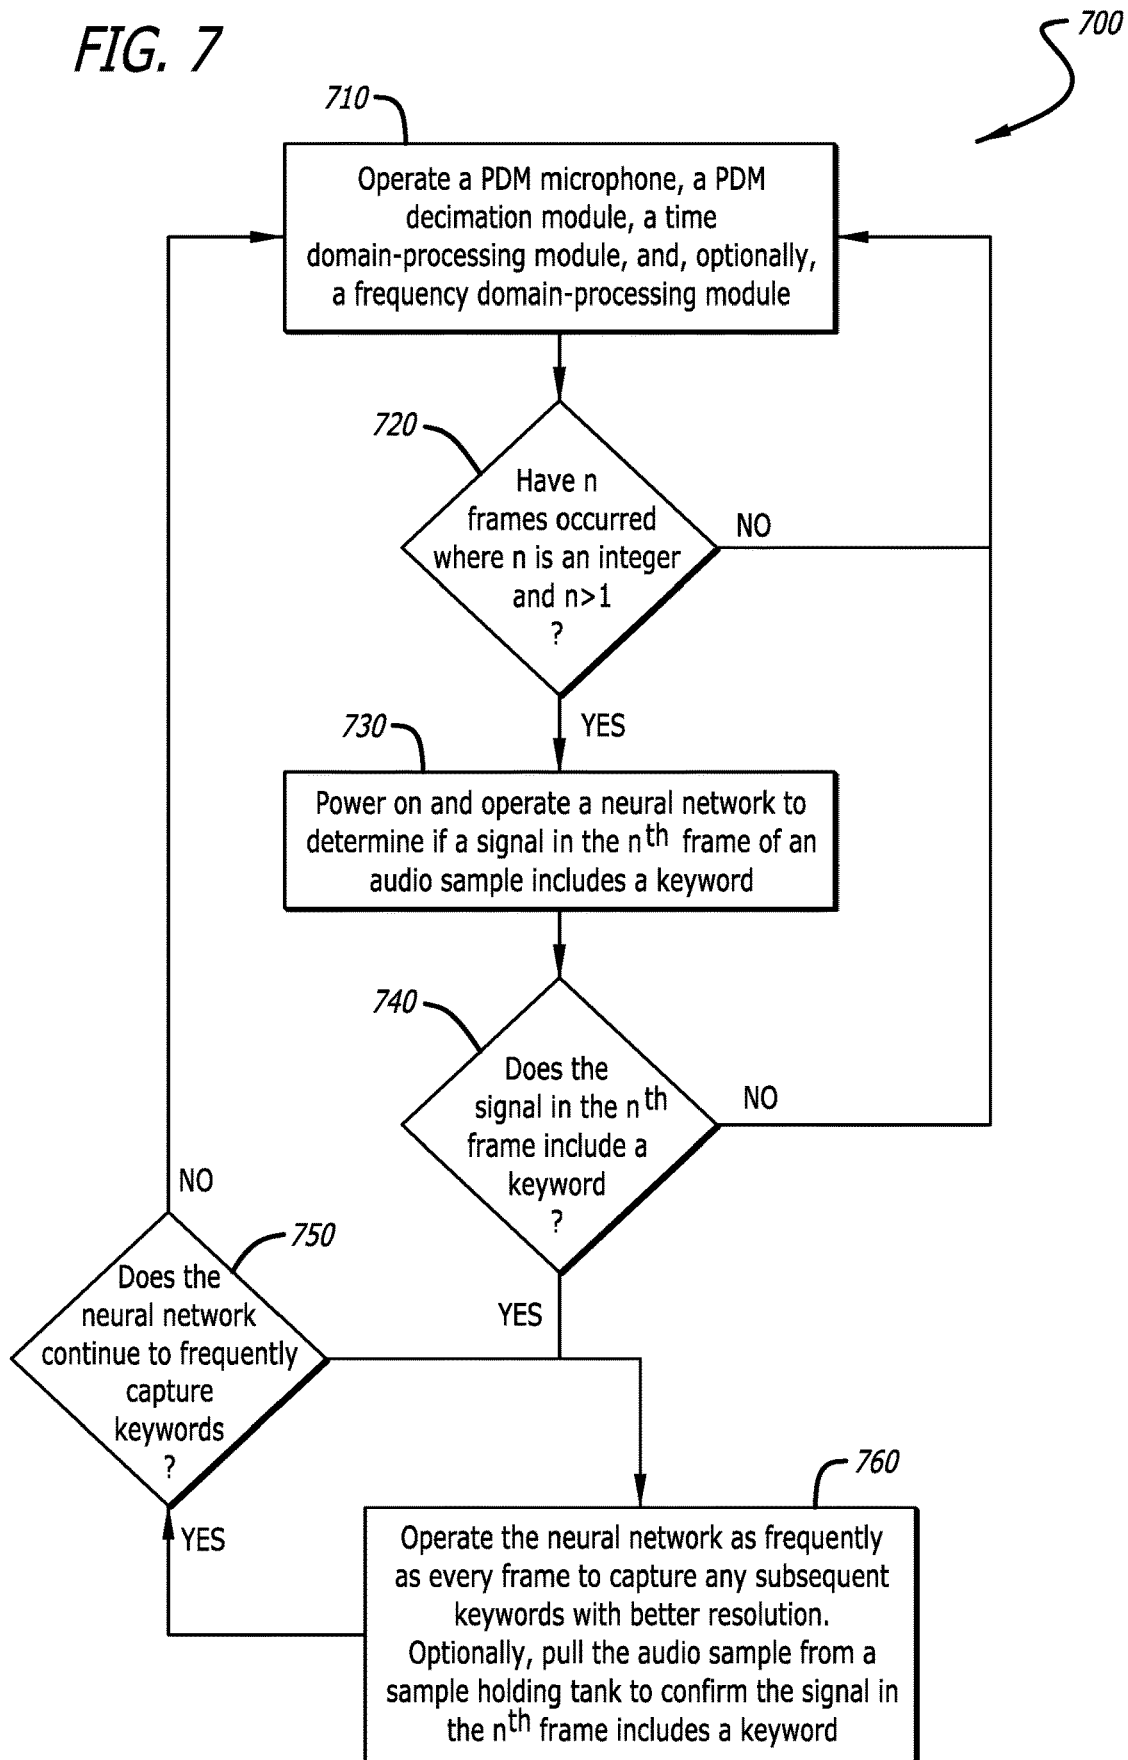 FIG. 7
700
710
Operate a PDM microphone, a PDM
decimation module, a time
domain-processing module, and, optionally,
a frequency domain-processing module
720
Have n
frames occurred
where n is an integer
and n>1
?
NO
YES
730
Power on and operate a neural network to
determine if a signal in the nth frame of an
audio sample includes a keyword
740
Does the
signal in the nth
frame include a
keyword
?
NO
YES
NO
750
Does the
neural network
continue to frequently
capture
keywords
?
YES
760
Operate the neural network as frequently
as every frame to capture any subsequent
keywords with better resolution.
Optionally, pull the audio sample from a
sample holding tank to confirm the signal in
the nth frame includes a keyword